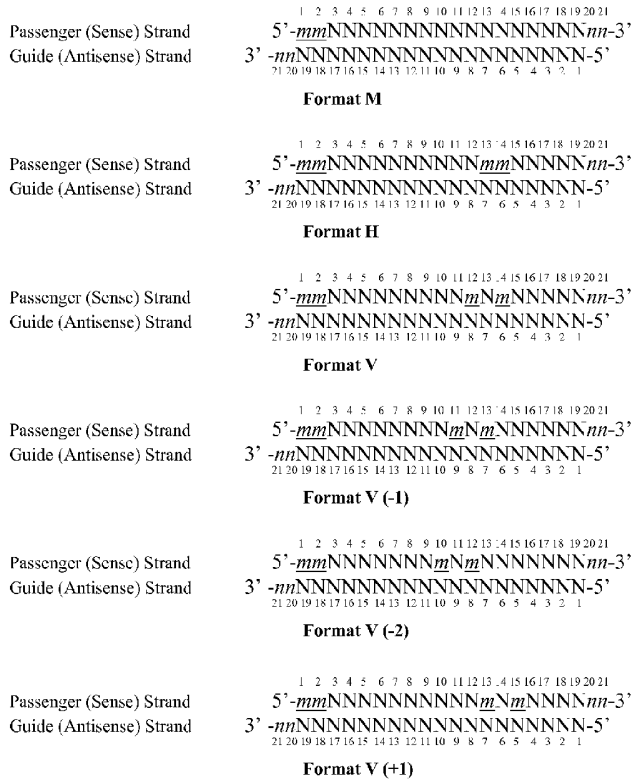 1 2 3 4 5 6 7 8 9 10 11 12 13 14 15 16 17 18 19 20 21
Passenger (Sense) Strand 5’-mmNNNNNNNNNNNNNNNNNnn-3’
Guide (Antisense) Strand 3’ -nnNNNNNNNNNNNNNNNNNNN-5’
21 20 19 18 17 16 15 14 13 12 11 10 9 8 7 6 5 4 3 2 1
Format M
1 2 3 4 5 6 7 8 9 10 11 12 13 14 15 16 17 18 19 20 21
Passenger (Sense) Strand 5’-mmNNNNNNNNNNmmNNNNNnn-3’
Guide (Antisense) Strand 3’ -nnNNNNNNNNNNNNNNNNNNN-5’
21 20 19 18 17 16 15 14 13 12 11 10 9 8 7 6 5 4 3 2 1
Format H
1 2 3 4 5 6 7 8 9 10 11 12 13 14 15 16 17 18 19 20 21
Passenger (Sense) Strand 5’-mmNNNNNNNNNmNmNNNNNnn-3’
Guide (Antisense) Strand 3’ -nnNNNNNNNNNNNNNNNNNNN-5’
21 20 19 18 17 16 15 14 13 12 11 10 9 8 7 6 5 4 3 2 1
Format V
1 2 3 4 5 6 7 8 9 10 11 12 13 14 15 16 17 18 19 20 21
Passenger (Sense) Strand 5’-mmNNNNNNNNmNmNNNNNNnn-3’
Guide (Antisense) Strand 3’ -nnNNNNNNNNNNNNNNNNNNN-5’
21 20 19 18 17 16 15 14 13 12 11 10 9 8 7 6 5 4 3 2 1
Format V (-1)
1 2 3 4 5 6 7 8 9 10 11 12 13 14 15 16 17 18 19 20 21
Passenger (Sense) Strand 5’-mmNNNNNNNmNmNNNNNNNnn-3’
Guide (Antisense) Strand 3’ -nnNNNNNNNNNNNNNNNNNNN-5’
21 20 19 18 17 16 15 14 13 12 11 10 9 8 7 6 5 4 3 2 1
Format V (-2)
1 2 3 4 5 6 7 8 9 10 11 12 13 14 15 16 17 18 19 20 21
Passenger (Sense) Strand 5’-mmNNNNNNNNNNmNmNNNNnn-3’
Guide (Antisense) Strand 3’ -nnNNNNNNNNNNNNNNNNNNN-5’
21 20 19 18 17 16 15 14 13 12 11 10 9 8 7 6 5 4 3 2 1
Format V (+1)